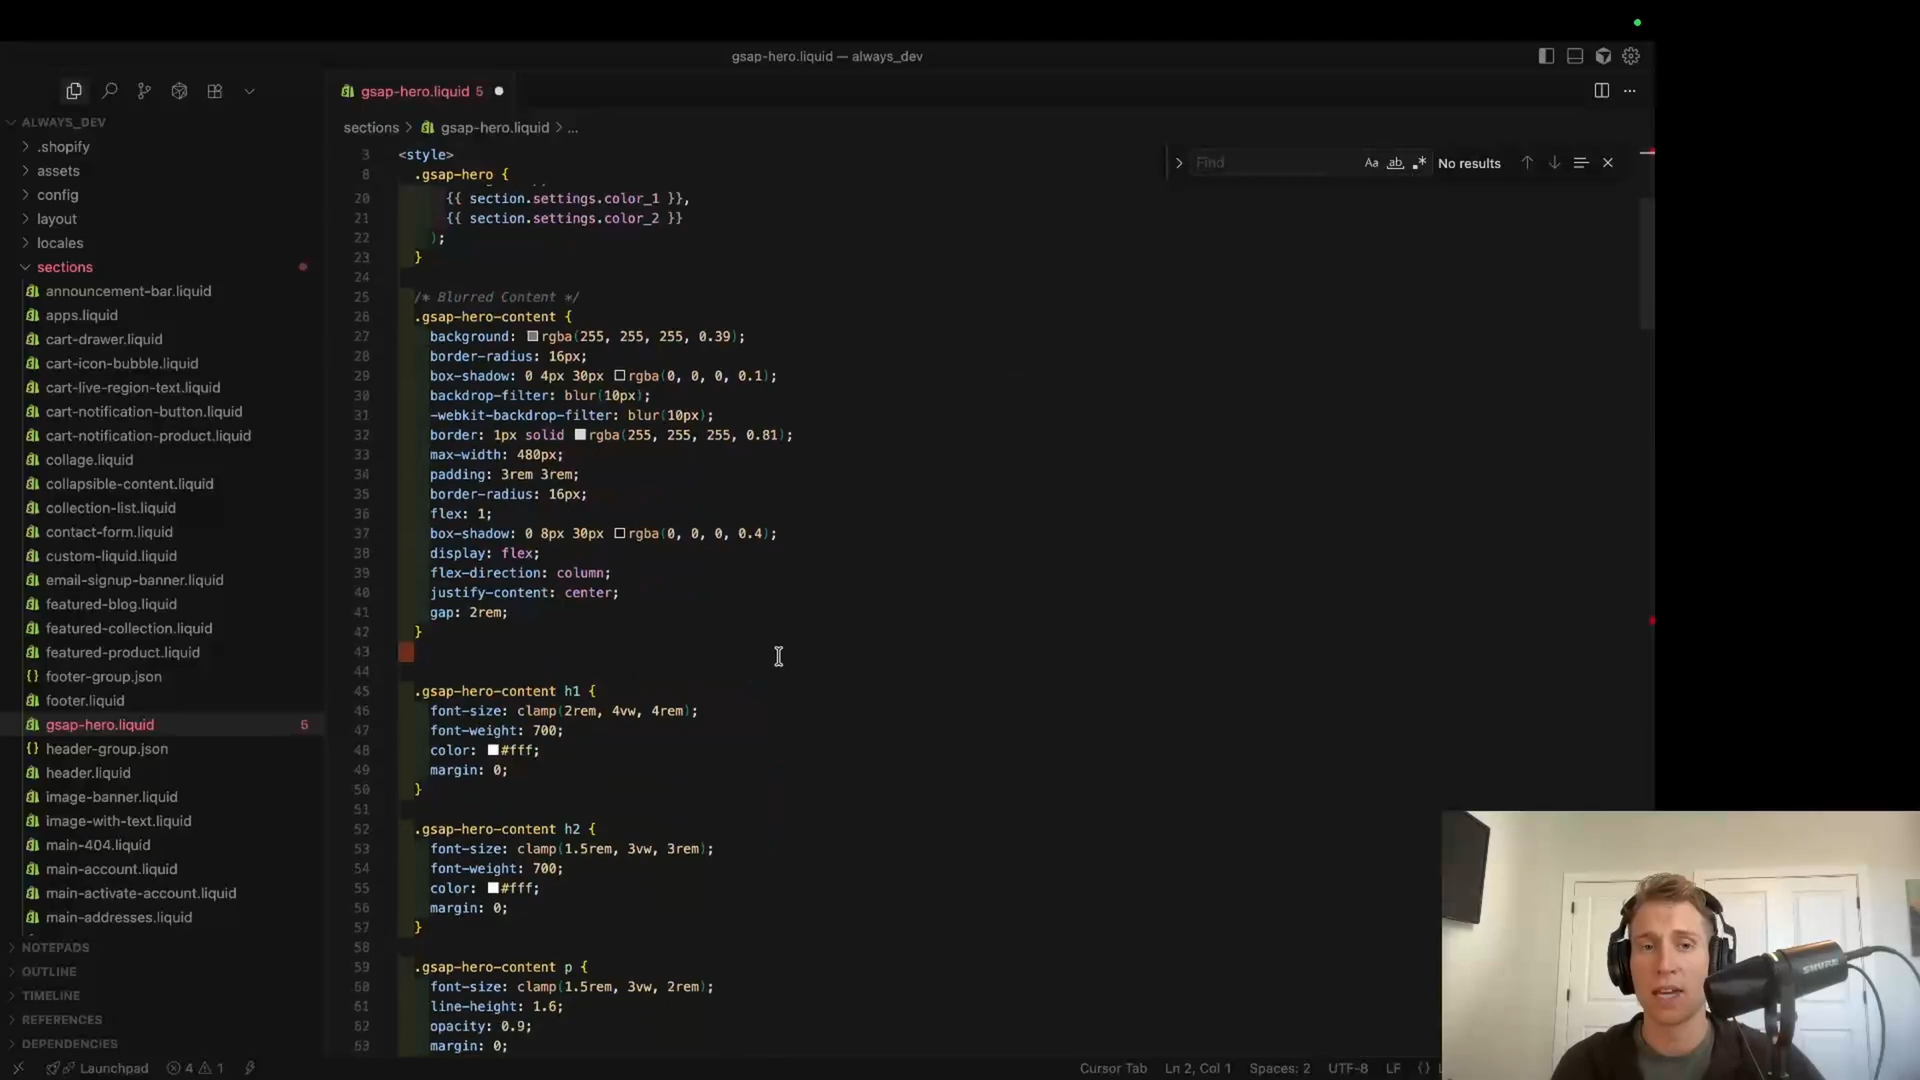 gsap-hero.liquid — always_dev
gsap-hero.liquid 5
ALWAYS_DEV
.shopify
assets
config
layout
locales
sections
announcement-bar.liquid
apps.liquid
cart-drawer.liquid
cart-icon-bubble.liquid
cart-live-region-text.liquid
cart-notification-button.liquid
cart-notification-product.liquid
collage.liquid
collapsible-content.liquid
collection-list.liquid
contact-form.liquid
custom-liquid.liquid
email-signup-banner.liquid
featured-blog.liquid
featured-collection.liquid
featured-product.liquid
{} footer-group.json
footer.liquid
gsap-hero.liquid 5
{} header-group.json
header.liquid
image-banner.liquid
image-with-text.liquid
main-404.liquid
main-account.liquid
main-activate-account.liquid
main-addresses.liquid
NOTEPADS
OUTLINE
TIMELINE
REFERENCES
DEPENDENCIES
sections > gsap-hero.liquid > ...
Find Aa ab .* No results
3 <style>
8 .gsap-hero {
20 {{ section.settings.color_1 }},
21 {{ section.settings.color_2 }}
22 );
23 }
24
25 /* Blurred Content */
26 .gsap-hero-content {
27 background: rgba(255, 255, 255, 0.39);
28 border-radius: 16px;
29 box-shadow: 0 4px 30px rgba(0, 0, 0, 0.1);
30 backdrop-filter: blur(10px);
31 -webkit-backdrop-filter: blur(10px);
32 border: 1px solid rgba(255, 255, 255, 0.81);
33 max-width: 480px;
34 padding: 3rem 3rem;
35 border-radius: 16px;
36 flex: 1;
37 box-shadow: 0 8px 30px rgba(0, 0, 0, 0.4);
38 display: flex;
39 flex-direction: column;
40 justify-content: center;
41 gap: 2rem;
42 }
43
44
45 .gsap-hero-content h1 {
46 font-size: clamp(2rem, 4vw, 4rem);
47 font-weight: 700;
48 color: #fff;
49 margin: 0;
50 }
51
52 .gsap-hero-content h2 {
53 font-size: clamp(1.5rem, 3vw, 3rem);
54 font-weight: 700;
55 color: #fff;
56 margin: 0;
57 }
58
59 .gsap-hero-content p {
60 font-size: clamp(1.5rem, 3vw, 2rem);
61 line-height: 1.6;
62 opacity: 0.9;
63 margin: 0;
Launchpad 4 1
Cursor Tab Ln 2, Col 1 Spaces: 2 UTF-8 LF {}
SHURE